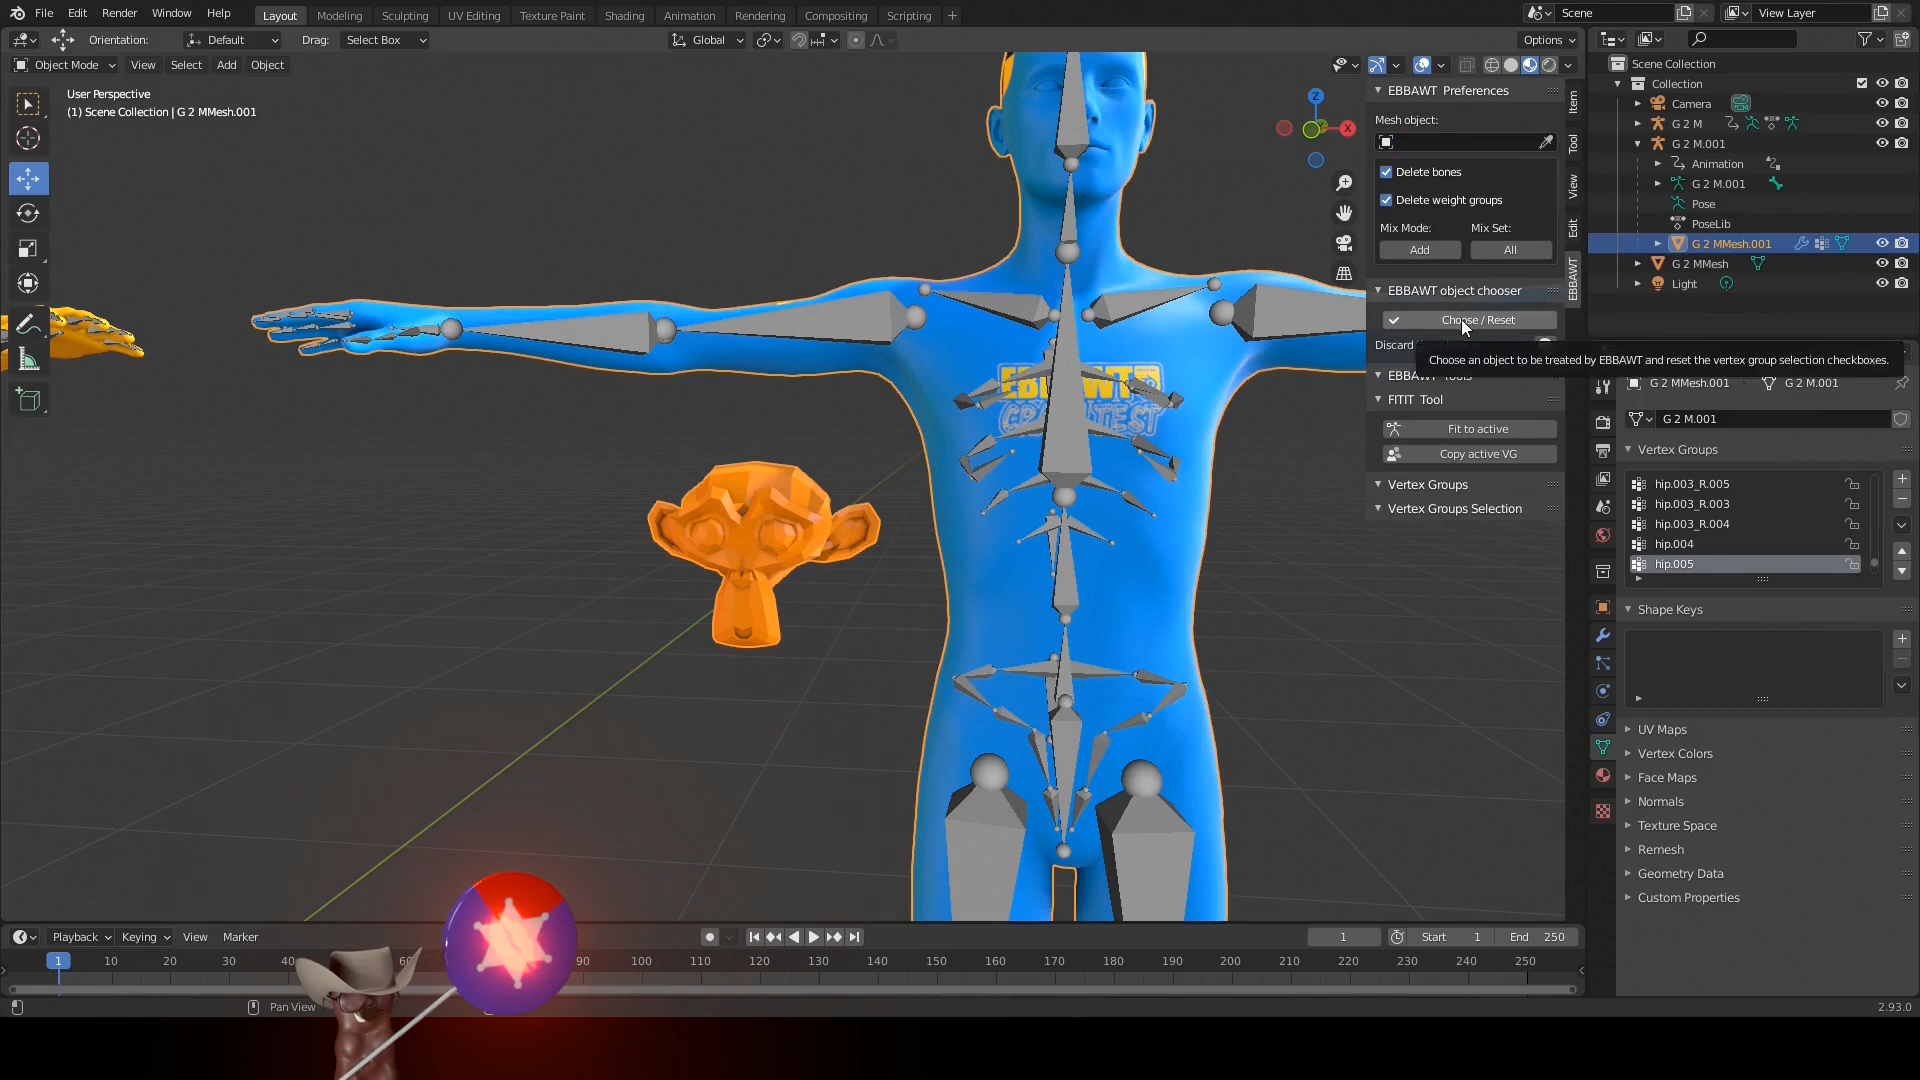 File Edit Render Window Help Layout Modeling Sculpting UV Editing Texture Paint Shading Animation Rendering Compositing Scripting + Scene View Layer
Orientation: Default Drag: Select Box Global Options
Object Mode View Select Add Object
User Perspective
(1) Scene Collection | G 2 MMesh.001
Z
X
EBBAWT Preferences
Mesh object:
Delete bones
Delete weight groups
Mix Mode: Mix Set:
Add All
EBBAWT object chooser
Choose / Reset
Discard
Choose an object to be treated by EBBAWT and reset the vertex group selection checkboxes.
FITIT Tool
Fit to active
Copy active VG
Vertex Groups
Vertex Groups Selection
Item
Tool
View
Edit
EBBAWT
Scene Collection
Collection
Camera
G 2 M
G 2 M.001
Animation
G 2 M.001
Pose
PoseLib
G 2 MMesh.001
G 2 MMesh
Light
G 2 MMesh.001 G 2 M.001
G 2 M.001
Vertex Groups
hip.003_R.005
hip.003_R.003
hip.003_R.004
hip.004
hip.005
Shape Keys
UV Maps
Vertex Colors
Face Maps
Normals
Texture Space
Remesh
Geometry Data
Custom Properties
Playback Keying View Marker 1 Start 1 End 250
1 10 20 30 40 90 100 110 120 130 140 150 160 170 180 190 200 210 220 230 240 250
Pan View
2.93.0